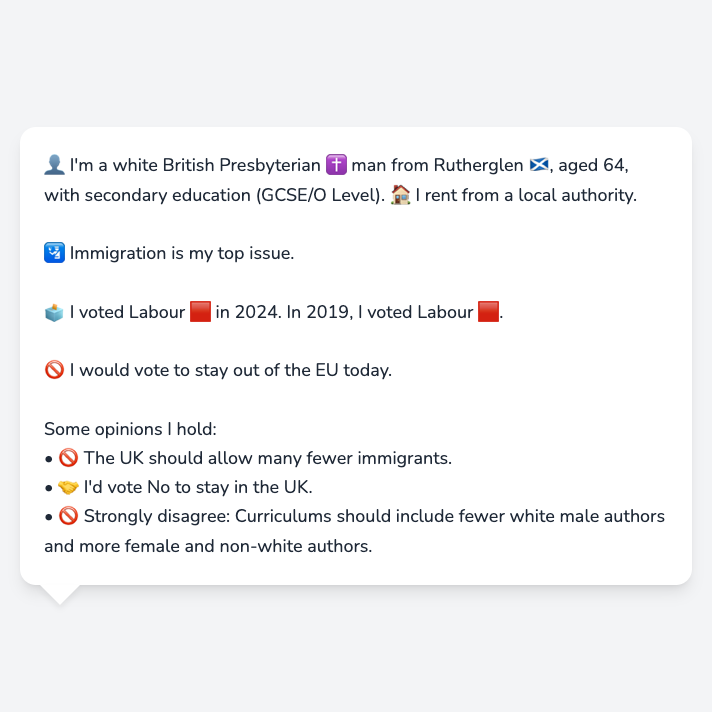 👤 I'm a white British Presbyterian ✝️ man from Rutherglen 🏴󠁧󠁢󠁳󠁣󠁴󠁿, aged 64,
with secondary education (GCSE/O Level). 🏠 I rent from a local authority.
🛂 Immigration is my top issue.
🗳️ I voted Labour 🟥 in 2024. In 2019, I voted Labour 🟥.
🚫 I would vote to stay out of the EU today.
Some opinions I hold:
• 🚫 The UK should allow many fewer immigrants.
• 🤝 I'd vote No to stay in the UK.
• 🚫 Strongly disagree: Curriculums should include fewer white male authors
and more female and non-white authors.